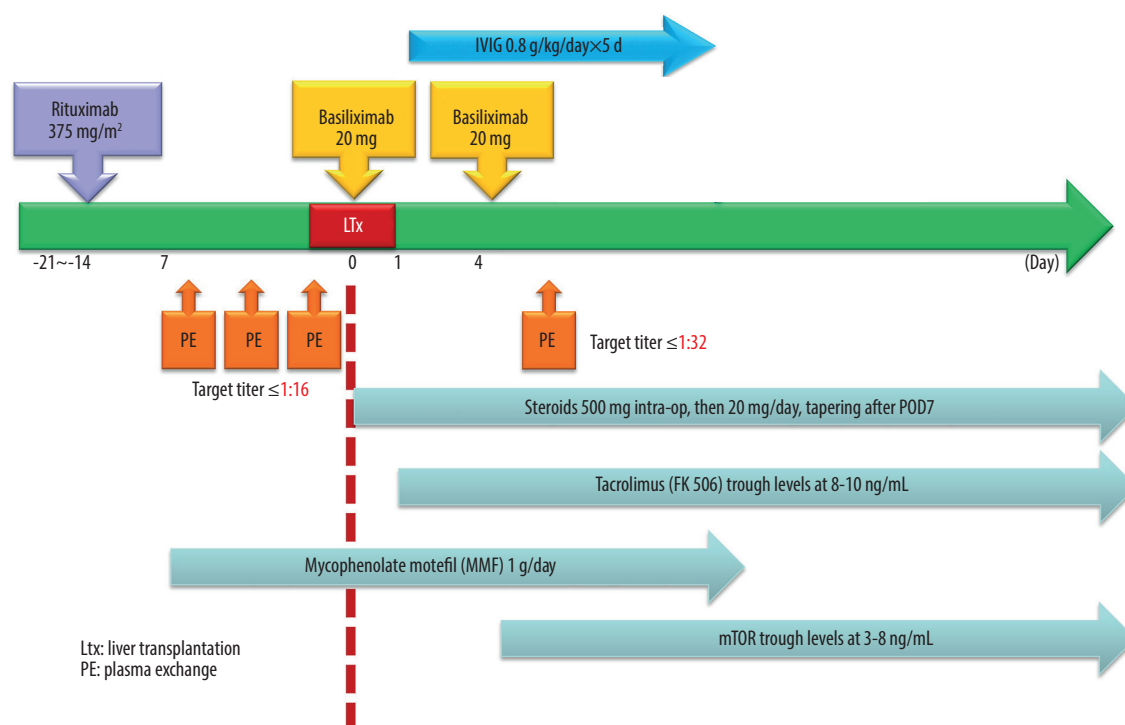 IVIG 0.8 g/kg/day×5 d
Rituximab
375 mg/m²
Basiliximab
20 mg
Basiliximab
20 mg
LTx
-21~-14
7
0
1
4
(Day)
PE
PE
PE
PE
Target titer ≤1:32
Target titer ≤1:16
Steroids 500 mg intra-op, then 20 mg/day, tapering after POD7
Tacrolimus (FK 506) trough levels at 8-10 ng/mL
Mycophenolate motefil (MMF) 1 g/day
mTOR trough levels at 3-8 ng/mL
Ltx: liver transplantation
PE: plasma exchange